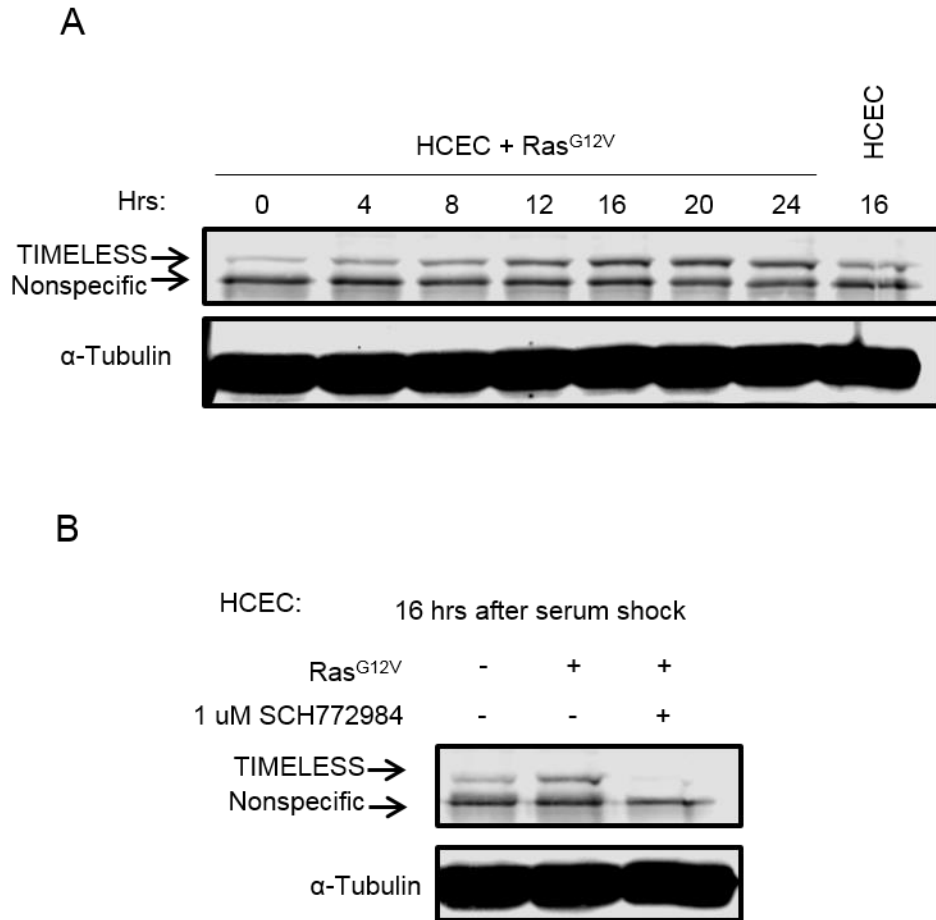 A
HCEC + Ras^G12V
HCEC
Hrs: 0 4 8 12 16 20 24 16
TIMELESS
Nonspecific
α-Tubulin
B
HCEC: 16 hrs after serum shock
Ras^G12V - + +
1 uM SCH772984 - - +
TIMELESS
Nonspecific
α-Tubulin